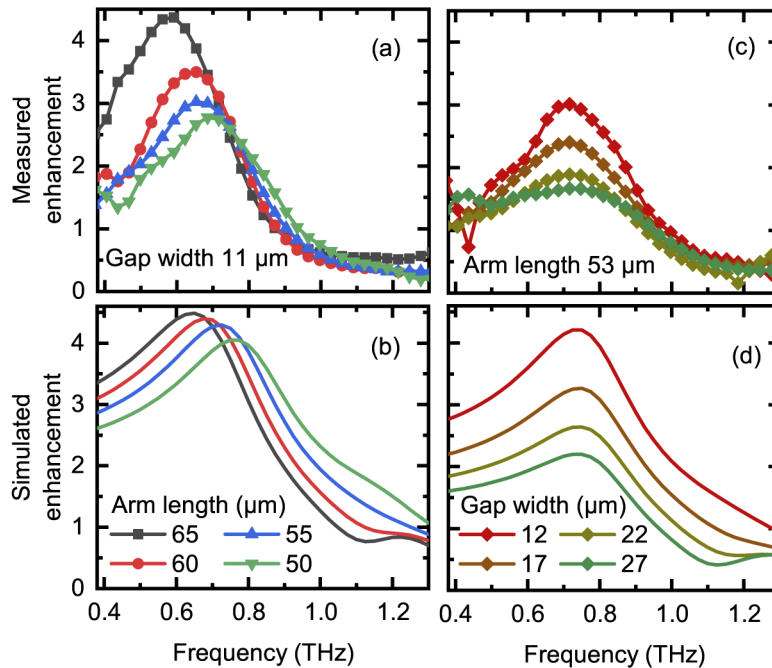 Measured
enhancement
4
3
2
1
0
(a)
Gap width 11 µm
(c)
Arm length 53 µm
Simulated
enhancement
4
3
2
1
0
(b)
Arm length (µm)
65 55
60 50
0.4 0.6 0.8 1.0 1.2
Frequency (THz)
(d)
Gap width (µm)
12 22
17 27
0.4 0.6 0.8 1.0 1.2
Frequency (THz)